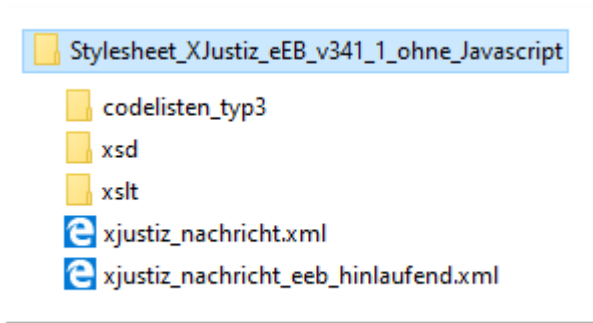 Stylesheet_XJustiz_eEB_v341_1_ohne_Javascript
codelisten_typ3
xsd
xslt
xjustiz_nachricht.xml
xjustiz_nachricht_eeb_hinlaufend.xml